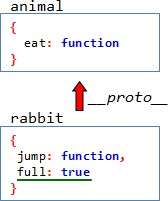 animal
{
eat: function
}
__proto__
rabbit
{
jump: function,
full: true
}